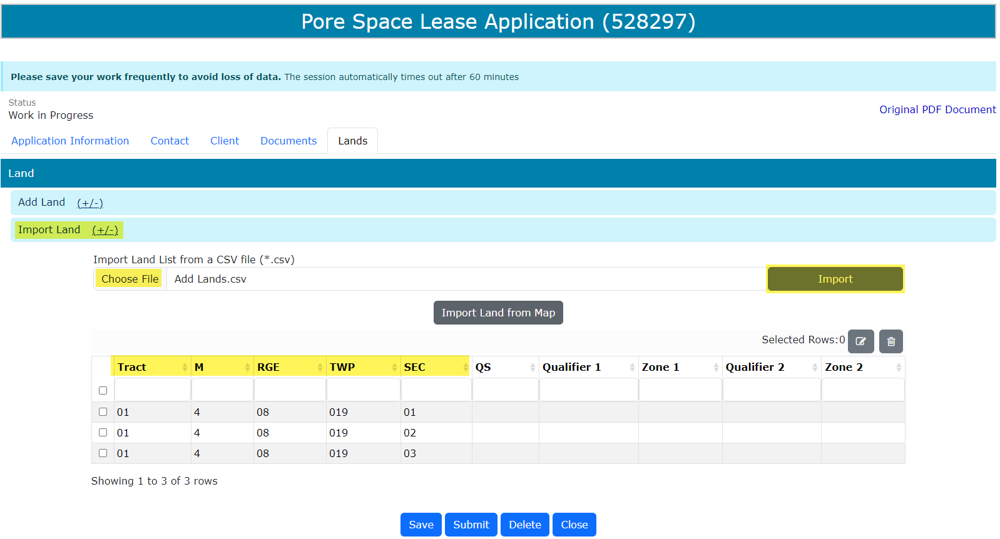 Pore Space Lease Application (528297)
Please save your work frequently to avoid loss of data. The session automatically times out after 60 minutes
Status
Work in Progress
Original PDF Document
Application Information Contact Client Documents Lands
Land
Add Land (+/-)
Import Land (+/-)
Import Land List from a CSV file (*.csv)
Choose File Add Lands.csv Import
Import Land from Map
Selected Rows:0
Tract M RGE TWP SEC QS Qualifier 1 Zone 1 Qualifier 2 Zone 2
01 4 08 019 01
01 4 08 019 02
01 4 08 019 03
Showing 1 to 3 of 3 rows
Save Submit Delete Close